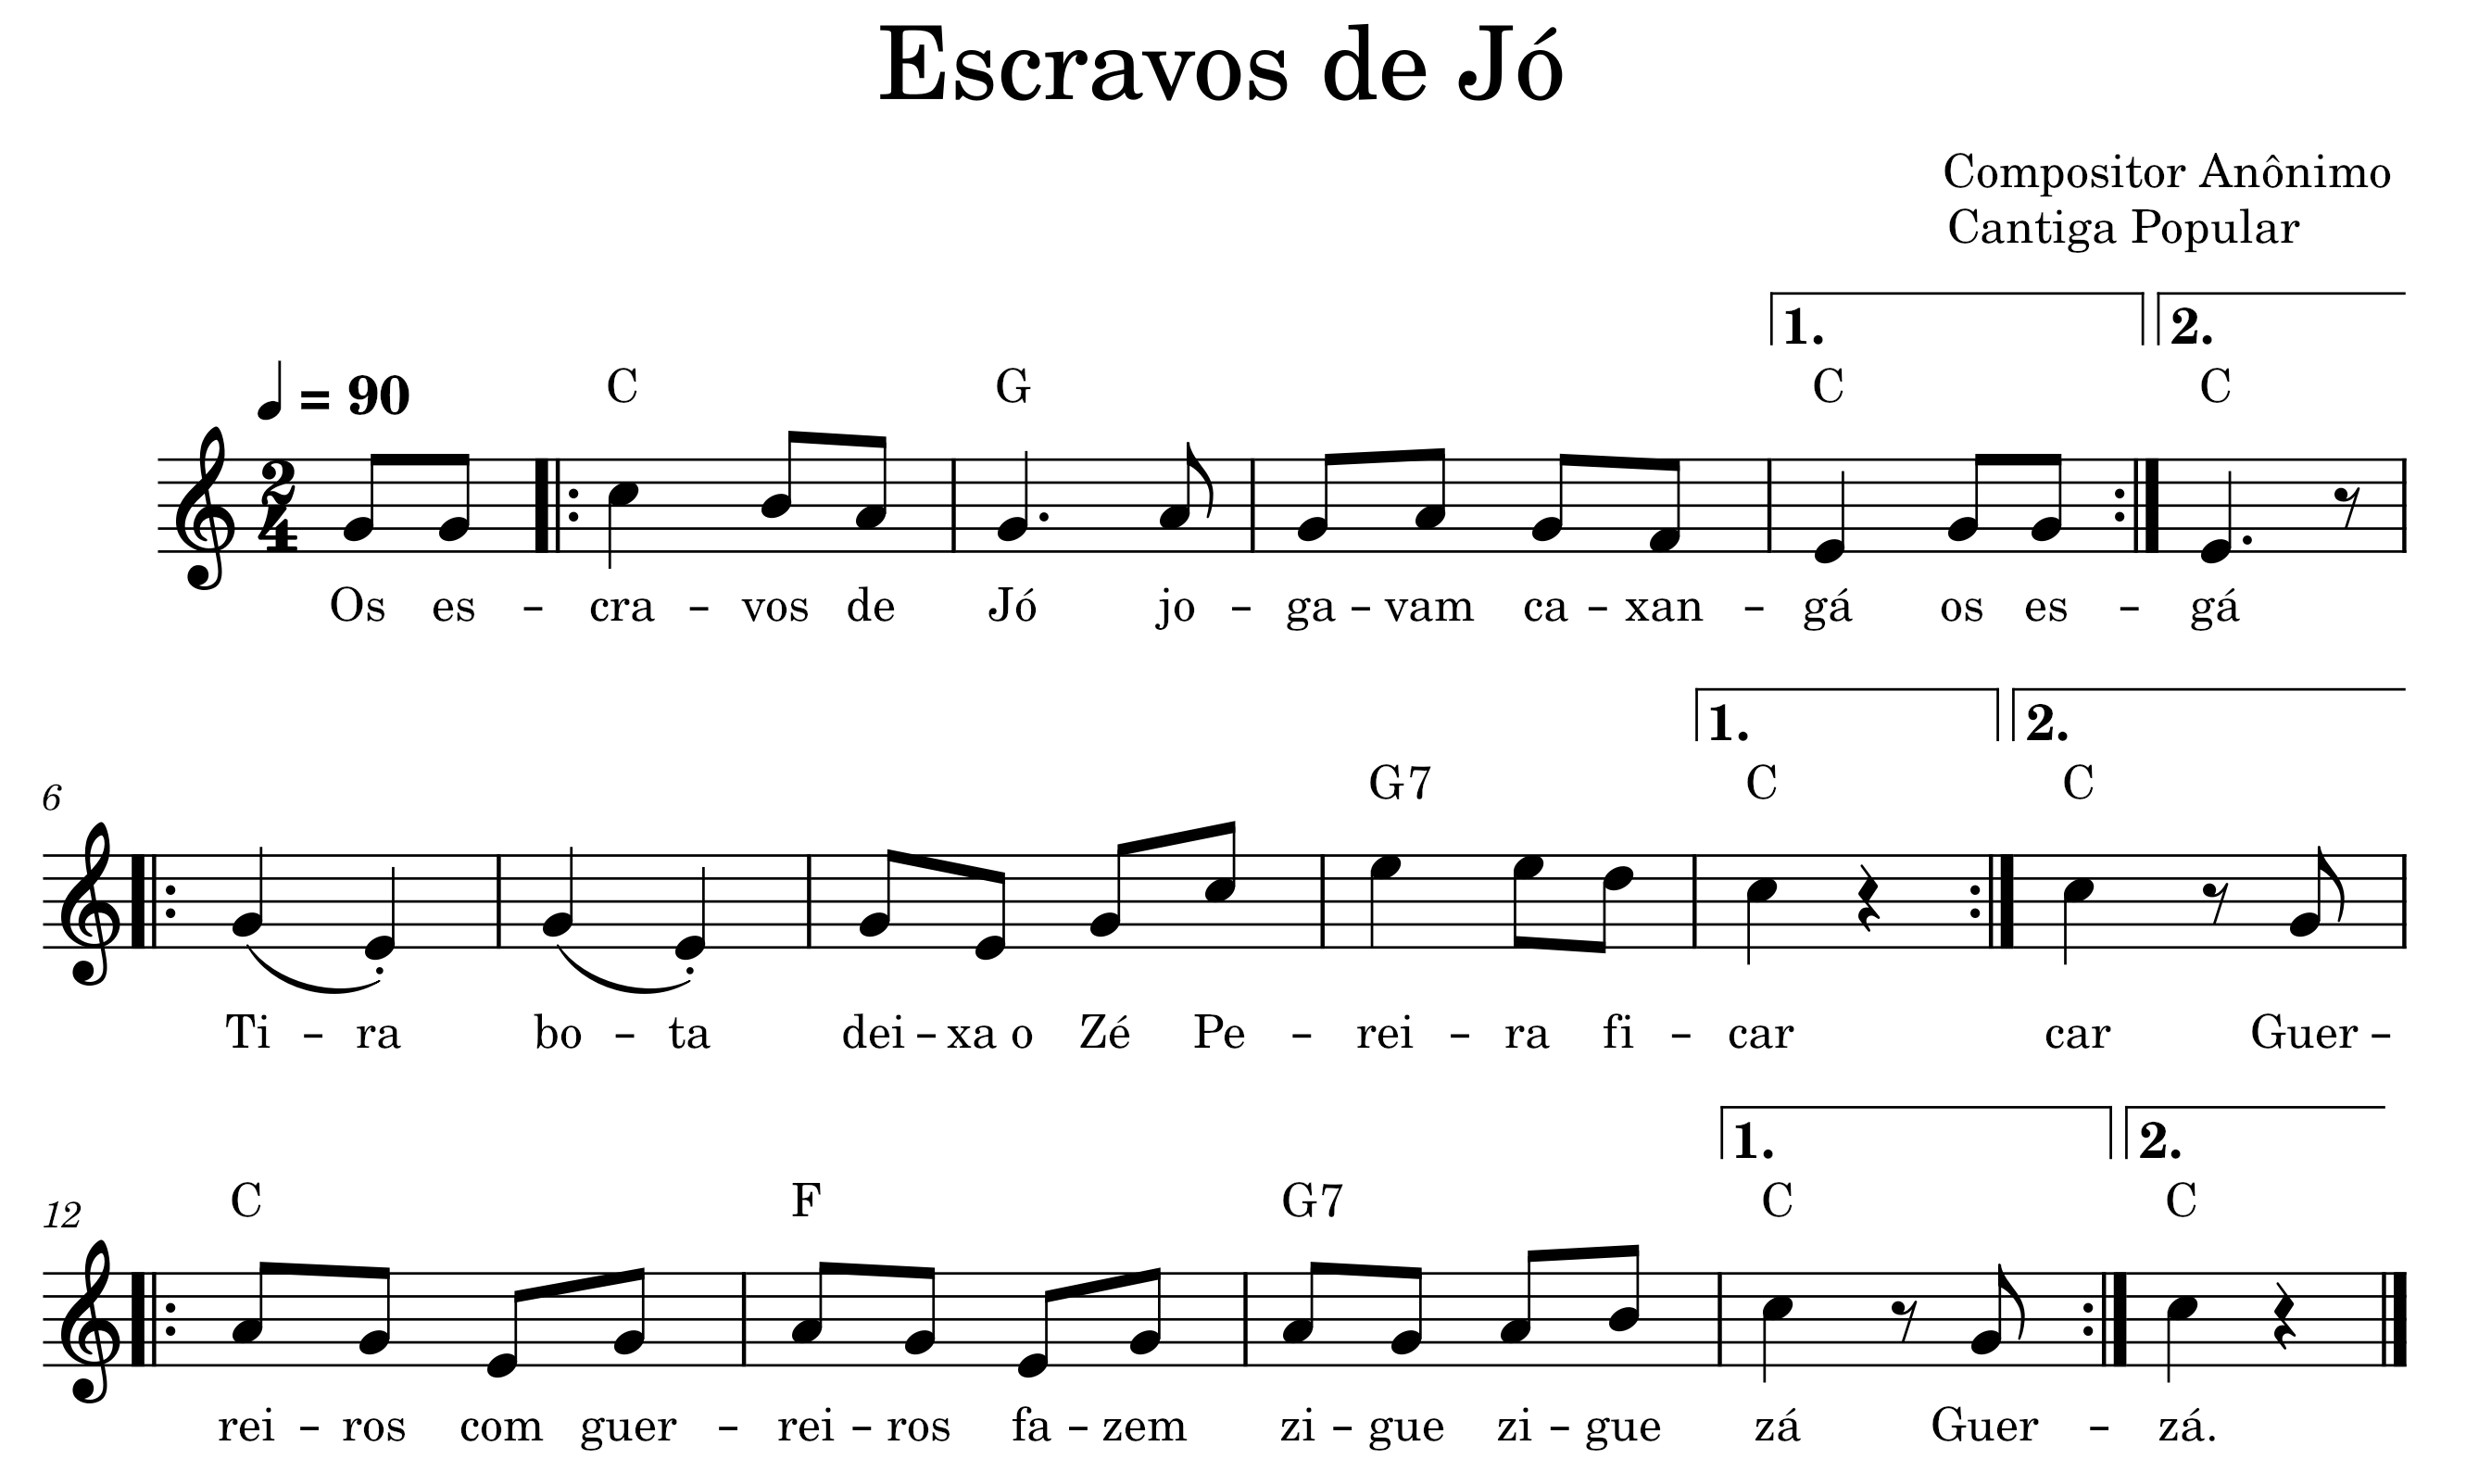 Escravos de Jó
Compositor Anônimo
Cantiga Popular
1. 2.
= 90 C G C C
2
4
Os es - cra - vos de Jó jo - ga - vam ca - xan - gá os es - gá
1. 2.
6 G7 C C
Ti - ra bo - ta dei - xa o Zé Pe - rei - ra fi - car car Guer -
1. 2.
12 C F G7 C C
rei - ros com guer - rei - ros fa - zem zi - gue zi - gue zá Guer - zá.